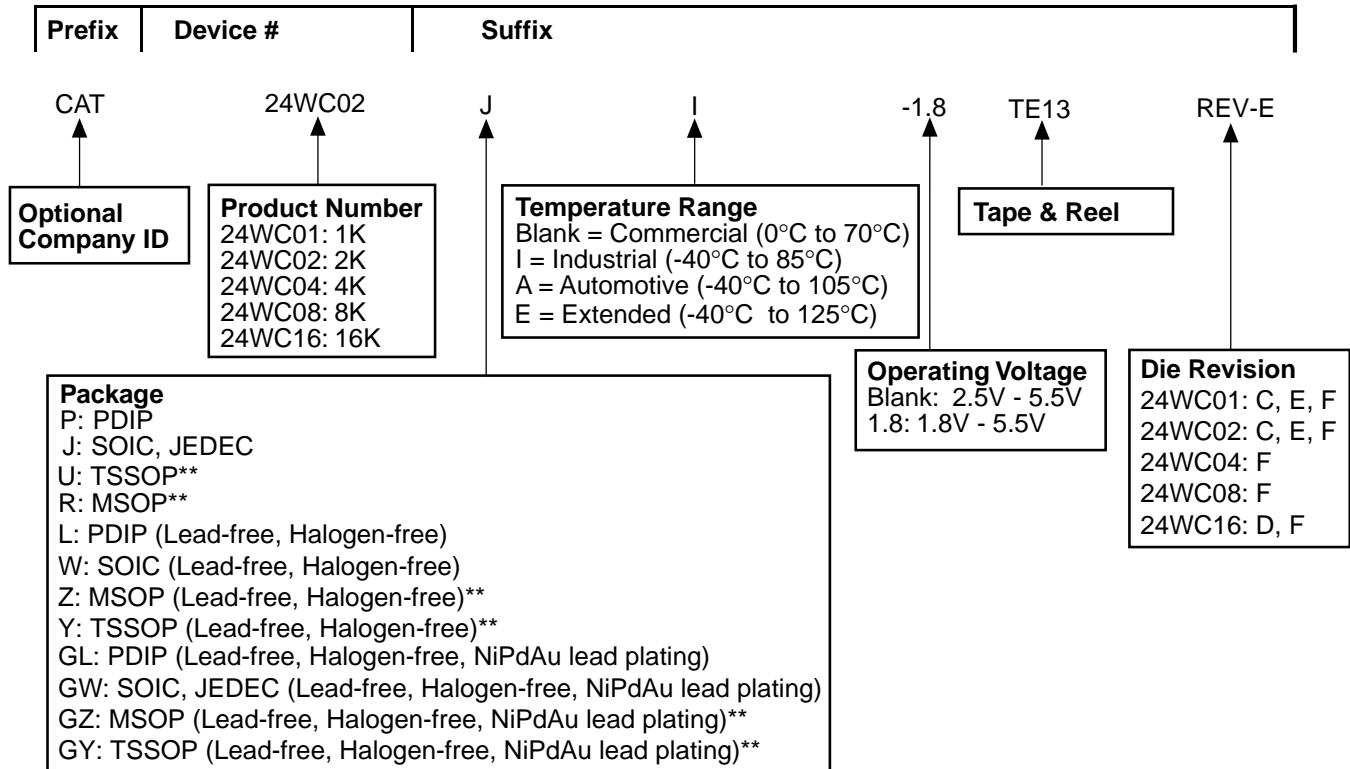 Prefix Device # Suffix
CAT 24WC02 J I -1.8 TE13 REV-E
Optional
Company ID
Product Number
24WC01: 1K
24WC02: 2K
24WC04: 4K
24WC08: 8K
24WC16: 16K
Temperature Range
Blank = Commercial (0°C to 70°C)
I = Industrial (-40°C to 85°C)
A = Automotive (-40°C to 105°C)
E = Extended (-40°C to 125°C)
Tape & Reel
Package
P: PDIP
J: SOIC, JEDEC
U: TSSOP**
R: MSOP**
L: PDIP (Lead-free, Halogen-free)
W: SOIC (Lead-free, Halogen-free)
Z: MSOP (Lead-free, Halogen-free)**
Y: TSSOP (Lead-free, Halogen-free)**
GL: PDIP (Lead-free, Halogen-free, NiPdAu lead plating)
GW: SOIC, JEDEC (Lead-free, Halogen-free, NiPdAu lead plating)
GZ: MSOP (Lead-free, Halogen-free, NiPdAu lead plating)**
GY: TSSOP (Lead-free, Halogen-free, NiPdAu lead plating)**
Operating Voltage
Blank: 2.5V - 5.5V
1.8: 1.8V - 5.5V
Die Revision
24WC01: C, E, F
24WC02: C, E, F
24WC04: F
24WC08: F
24WC16: D, F